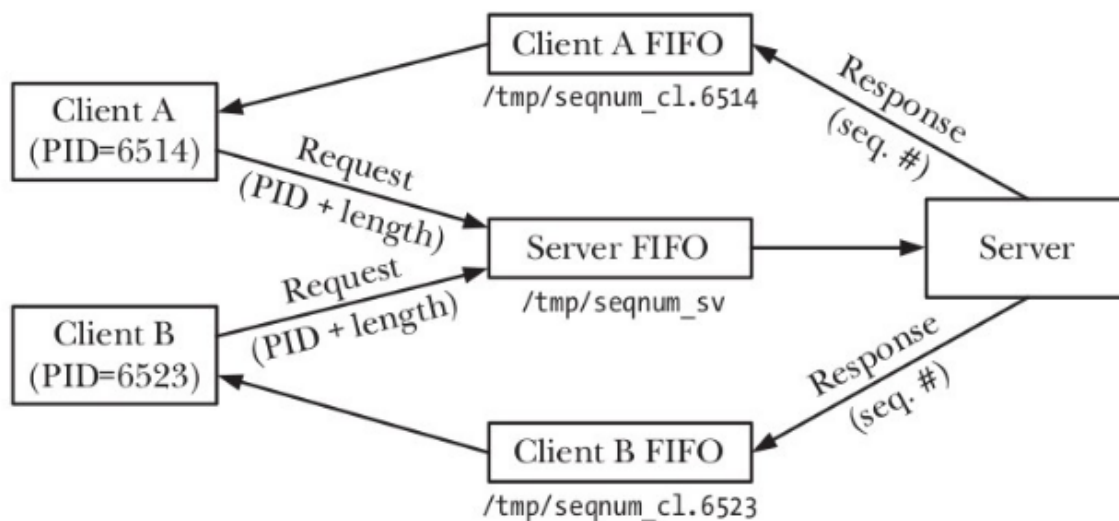 Client A FIFO
/tmp/seqnum_cl.6514
Response
(seq. #)
Client A
(PID=6514)
Request
(PID + length)
Server FIFO
/tmp/seqnum_sv
Server
Request
(PID + length)
Client B
(PID=6523)
Response
(seq. #)
Client B FIFO
/tmp/seqnum_cl.6523